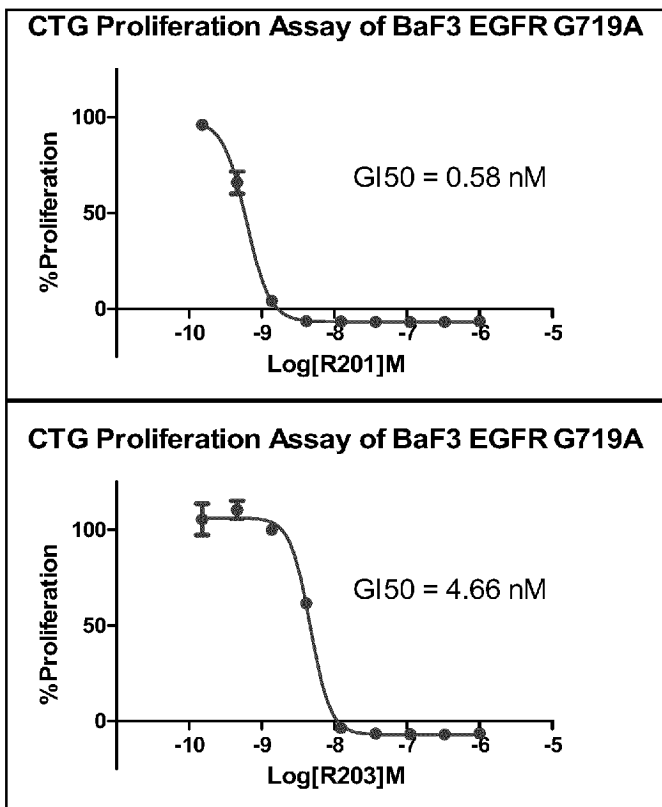 CTG Proliferation Assay of BaF3 EGFR G719A
%Proliferation
100
50
0
GI50 = 0.58 nM
-10 -9 -8 -7 -6 -5
Log[R201]M
CTG Proliferation Assay of BaF3 EGFR G719A
%Proliferation
100
50
0
GI50 = 4.66 nM
-10 -9 -8 -7 -6 -5
Log[R203]M